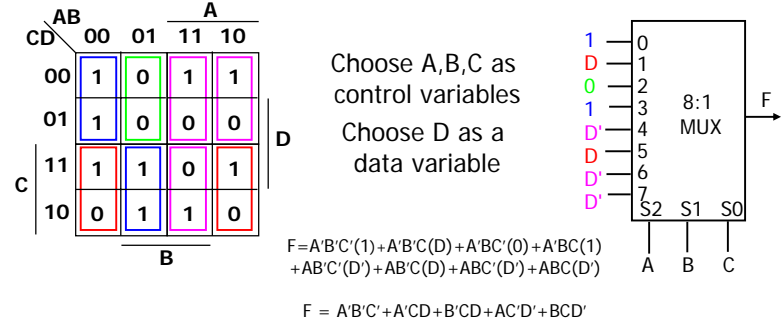 AB
A
CD 00 01 11 10
00 1 0 1 1
01 1 0 0 0
D
C
11 1 1 0 1
10 0 1 1 0
B
Choose A,B,C as
control variables
Choose D as a
data variable
1 0
D 1
0 2
1 3
D' 4
D 5
D' 6
D' 7
8:1
MUX
F
S2 S1 S0
A B C
F=A'B'C'(1)+A'B'C(D)+A'BC'(0)+A'BC(1)
+AB'C'(D')+AB'C(D)+ABC'(D')+ABC(D')
F = A'B'C'+A'CD+B'CD+AC'D'+BCD'